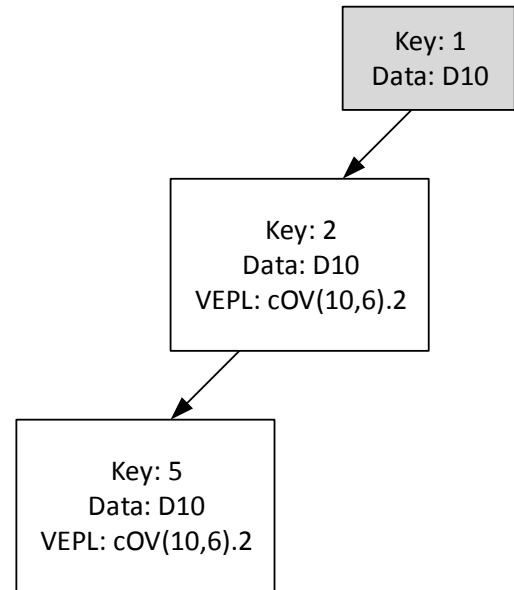 Key: 1
Data: D10
Key: 2
Data: D10
VEPL: cOV(10,6).2
Key: 5
Data: D10
VEPL: cOV(10,6).2